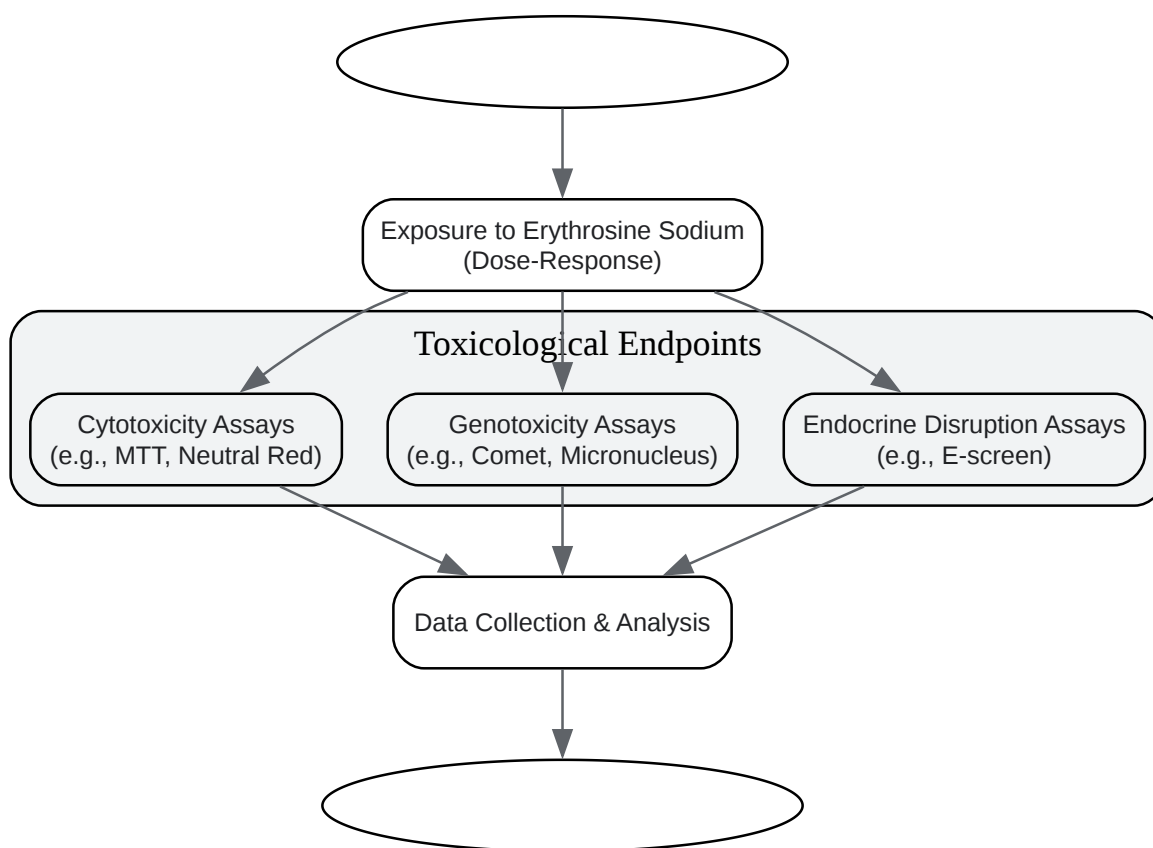 Exposure to Erythrosine Sodium
(Dose-Response)
Toxicological Endpoints
Cytotoxicity Assays
(e.g., MTT, Neutral Red)
Genotoxicity Assays
(e.g., Comet, Micronucleus)
Endocrine Disruption Assays
(e.g., E-screen)
Data Collection & Analysis